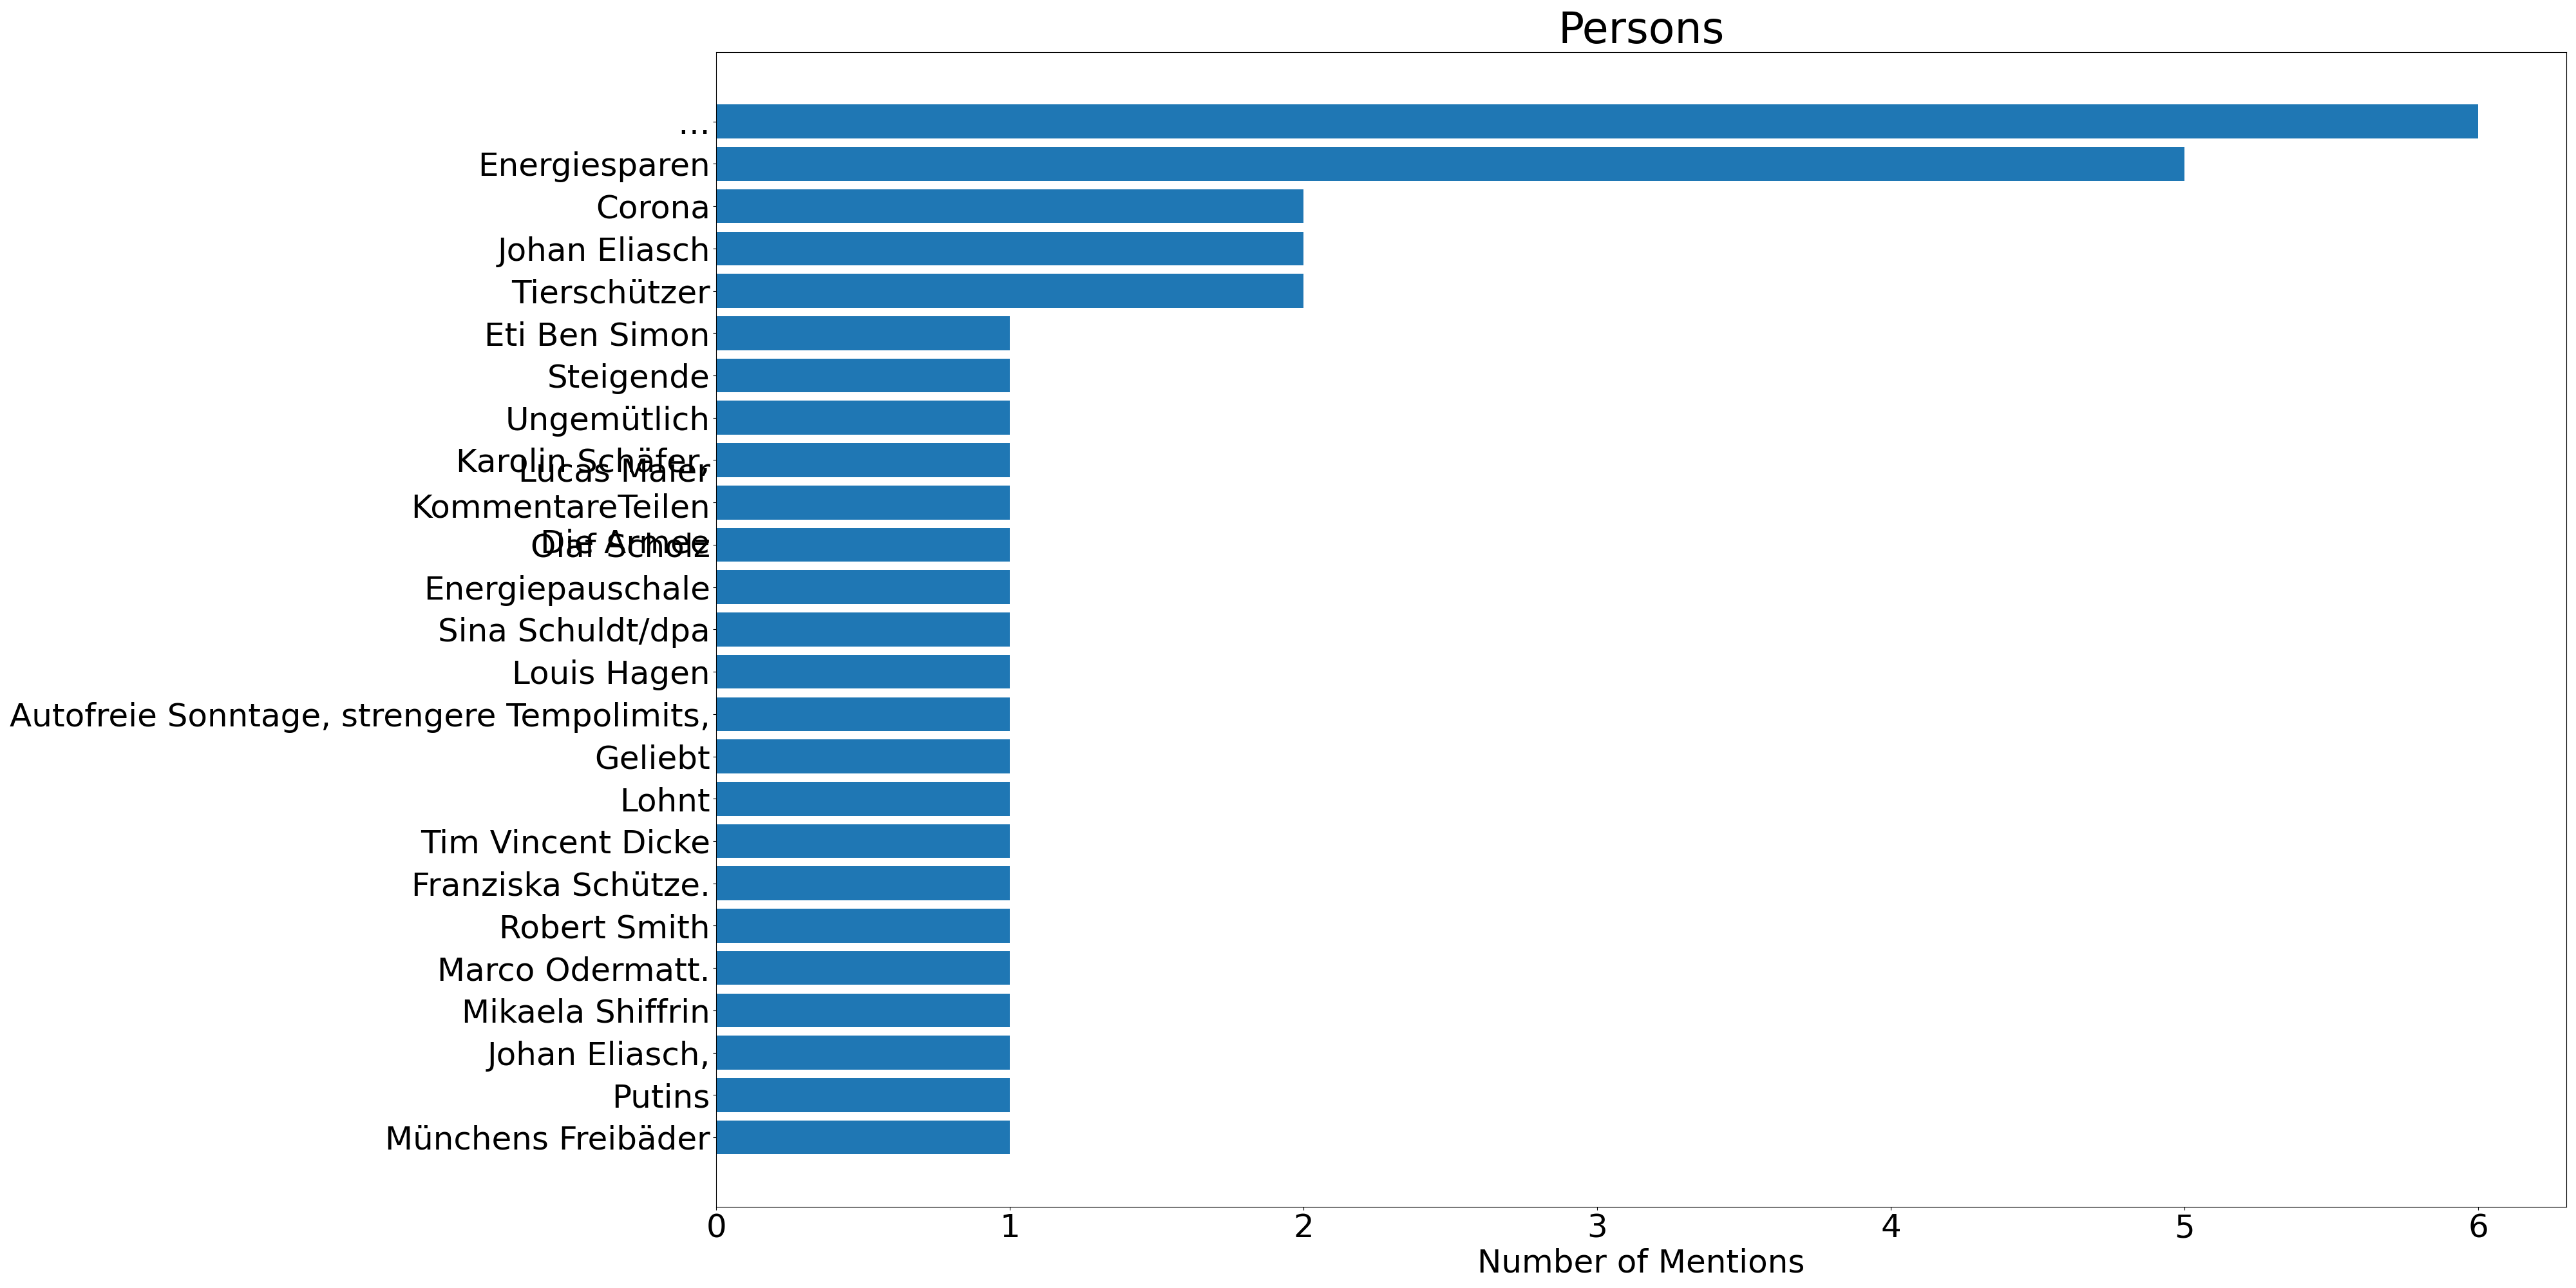 Persons
...
Energiesparen
Corona
Johan Eliasch
Tierschützer
Eti Ben Simon
Steigende
Ungemütlich
Karolin Schäfer,
Lucas Maier
KommentareTeilen
Die Armee
Olaf Scholz
Energiepauschale
Sina Schuldt/dpa
Louis Hagen
Autofreie Sonntage, strengere Tempolimits,
Geliebt
Lohnt
Tim Vincent Dicke
Franziska Schütze.
Robert Smith
Marco Odermatt.
Mikaela Shiffrin
Johan Eliasch,
Putins
Münchens Freibäder
0 1 2 3 4 5 6
Number of Mentions